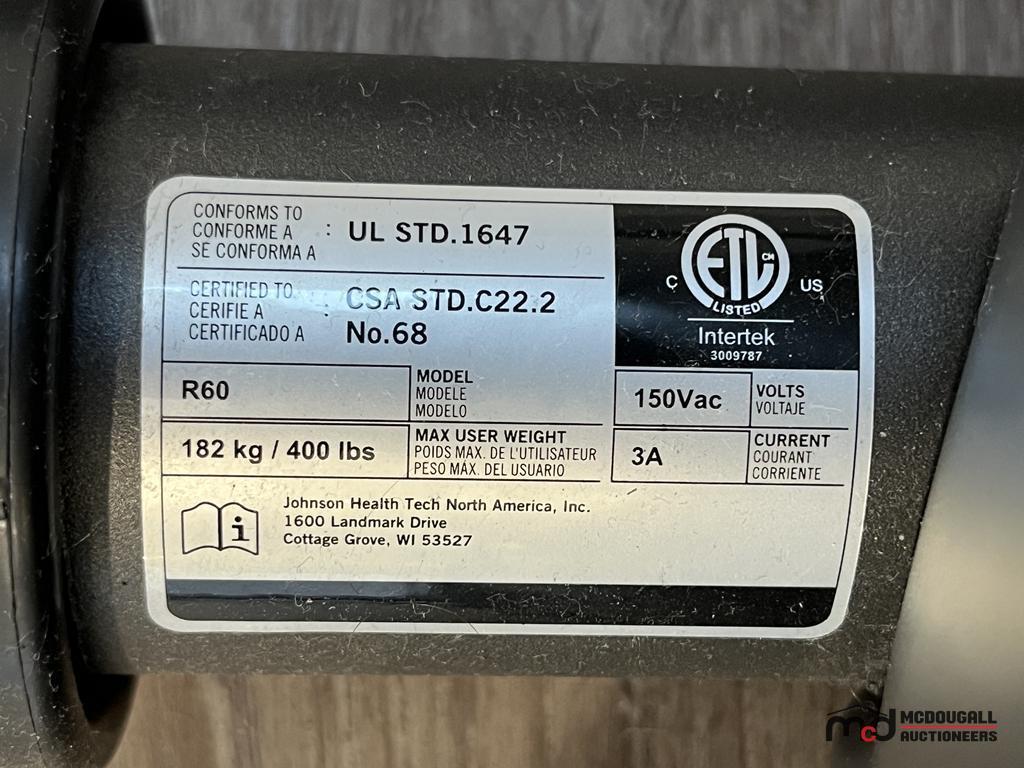 CONFORMS TO
CONFORME A
SE CONFORMA A
: UL STD.1647
CERTIFIED TO
CERIFIE A
CERTIFICADO A
: CSA STD.C22.2
No.68
ETL CM
LISTED
C US
Intertek
3009787
R60
MODEL
MODELE
MODELO
150Vac
VOLTS
VOLTAJE
182 kg / 400 lbs
MAX USER WEIGHT
POIDS MAX. DE L'UTILISATEUR
PESO MÁX. DEL USUARIO
3A
CURRENT
COURANT
CORRIENTE
i
Johnson Health Tech North America, Inc.
1600 Landmark Drive
Cottage Grove, WI 53527
mcd MCDOUGALL
AUCTIONEERS